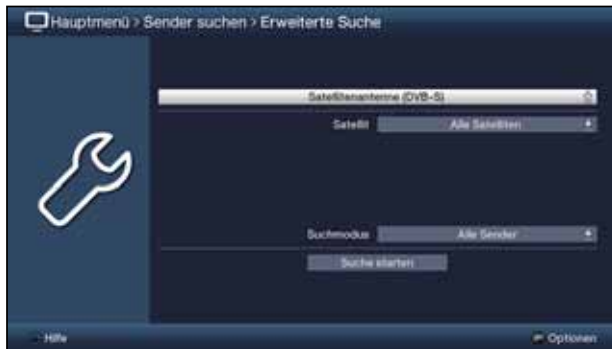 Hauptmenü > Sender suchen > Erweiterte Suche
Satellitenantenne (DVB-S)
Satellit Alle Satelliten
Suchmodus Alle Sender
Suche starten
Hilfe Optionen